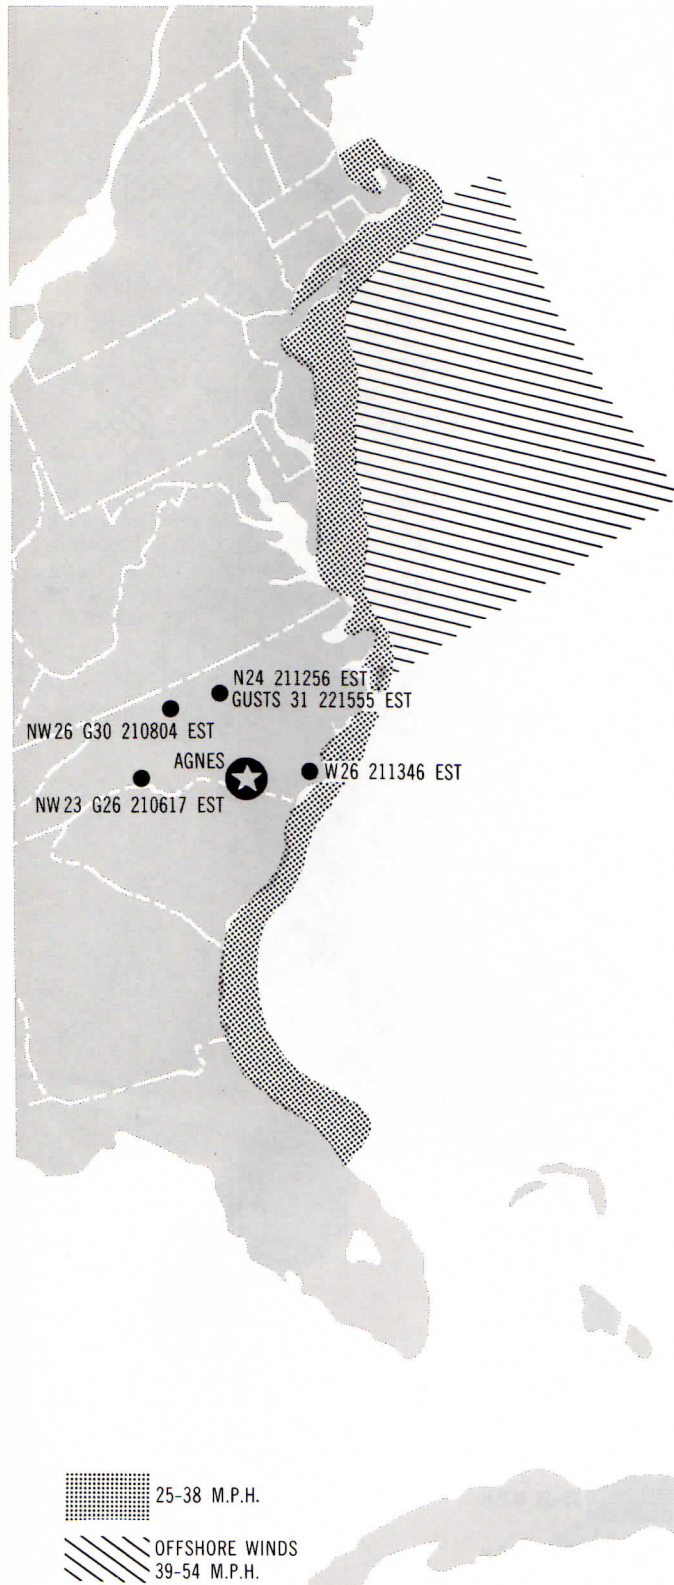 N24 211256 EST
GUSTS 31 221555 EST
NW26 G30 210804 EST
AGNES
W26 211346 EST
NW23 G26 210617 EST
25-38 M.P.H.
OFFSHORE WINDS
39-54 M.P.H.